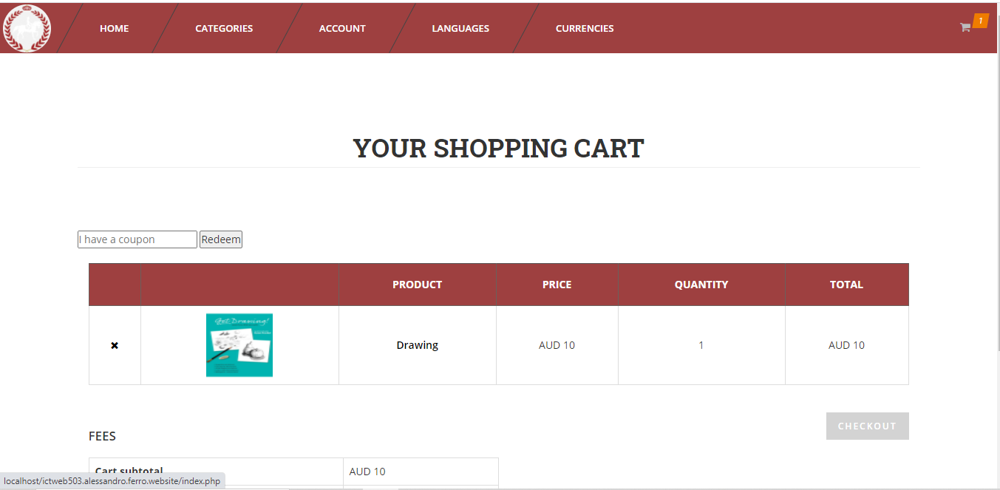 HOME CATEGORIES ACCOUNT LANGUAGES CURRENCIES 1
YOUR SHOPPING CART
I have a coupon Redeem
PRODUCT PRICE QUANTITY TOTAL
Get Drawing!
Drawing AUD 10 1 AUD 10
CHECKOUT
FEES
Cart subtotal AUD 10
localhost/ictweb503.alessandro.ferro.website/index.php